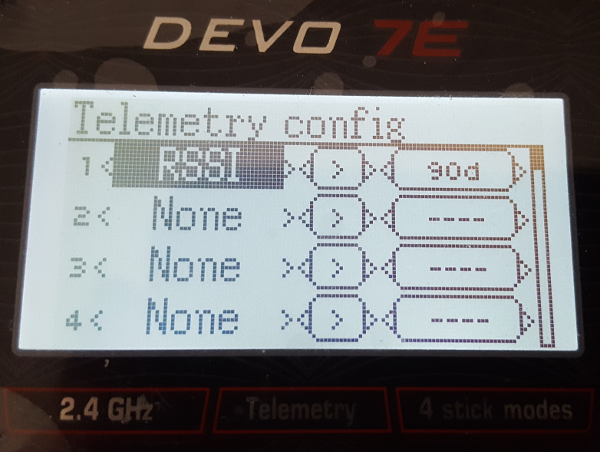 DEVO 7E
Telemetry config
1< RSSI >< > >< 90d >
2< None >< > >< ---- >
3< None >< > >< ---- >
4< None >< > >< ---- >
2.4 GHz Telemetry 4 stick modes